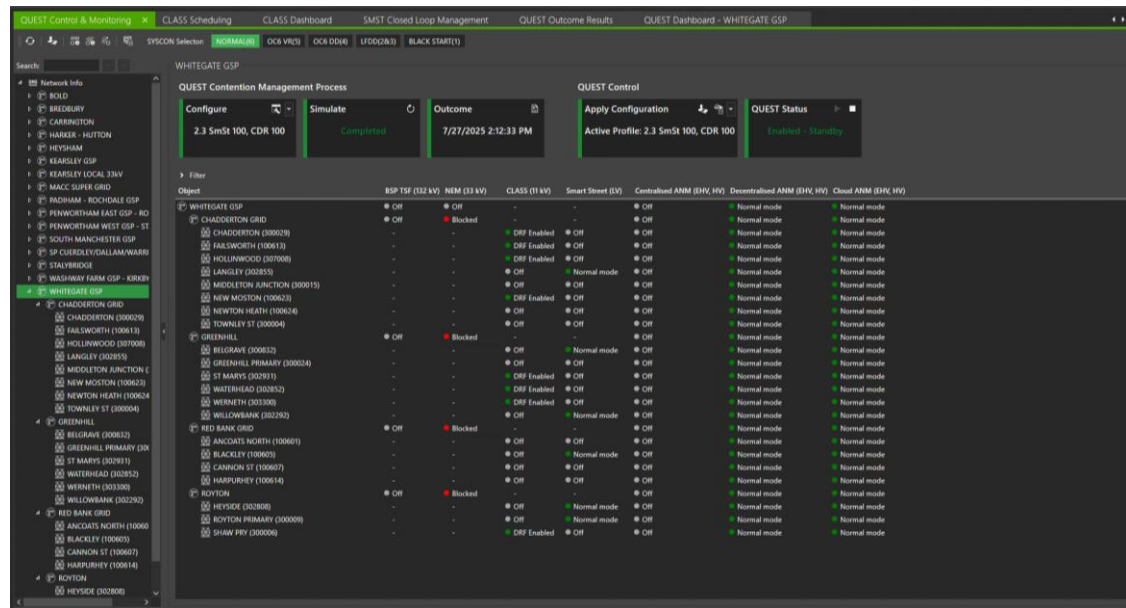 QUEST Control & Monitoring × CLASS Scheduling CLASS Dashboard SMST Closed Loop Management QUEST Outcome Results QUEST Dashboard - WHITEGATE GSP
SYSCON Selecton NORMAL(6) OC6 VR(5) OC6 DD(4) LFDD(2&3) BLACK START(1)
Search:
Network Info
BOLD
BREDBURY
CARRINGTON
HARKER - HUTTON
HEYSHAM
KEARSLEY GSP
KEARSLEY LOCAL 33kV
MACC SUPER GRID
PADIHAM - ROCHDALE GSP
PENWORTHAM EAST GSP - RO
PENWORTHAM WEST GSP - ST
SOUTH MANCHESTER GSP
SP CUERDLEY/DALLAM/WARRI
STALYBRIDGE
WASHWAY FARM GSP - KIRKBY
WHITEGATE GSP
CHADDERTON GRID
CHADDERTON (300029)
FAILSWORTH (100613)
HOLLINWOOD (307008)
LANGLEY (302855)
MIDDLETON JUNCTION (
NEW MOSTON (100623)
NEWTON HEATH (100624
TOWNLEY ST (300004)
GREENHILL
BELGRAVE (300832)
GREENHILL PRIMARY (300
ST MARYS (302931)
WATERHEAD (302852)
WERNETH (303300)
WILLOWBANK (302292)
RED BANK GRID
ANCOATS NORTH (10060
BLACKLEY (100605)
CANNON ST (100607)
HARPURHEY (100614)
ROYTON
HEYSIDE (302808)
WHITEGATE GSP
QUEST Contention Management Process QUEST Control
Configure Simulate Outcome Apply Configuration QUEST Status
2.3 SmSt 100, CDR 100 Completed 7/27/2025 2:12:33 PM Active Profile: 2.3 SmSt 100, CDR 100 Enabled - Standby
Filter
Object BSP TSF (132 kV) NEM (33 kV) CLASS (11 kV) Smart Street (LV) Centralised ANM (EHV, HV) Decentralised ANM (EHV, HV) Cloud ANM (EHV, HV)
WHITEGATE GSP Off Off - - Off Normal mode Normal mode
CHADDERTON GRID Off Blocked - - Off Normal mode Normal mode
CHADDERTON (300029) - - DRF Enabled Off Off Normal mode Normal mode
FAILSWORTH (100613) - - DRF Enabled Off Off Normal mode Normal mode
HOLLINWOOD (307008) - - DRF Enabled Off Off Normal mode Normal mode
LANGLEY (302855) - - Off Normal mode Off Normal mode Normal mode
MIDDLETON JUNCTION (300015) - - Off Off Off Normal mode Normal mode
NEW MOSTON (100623) - - DRF Enabled Off Off Normal mode Normal mode
NEWTON HEATH (100624) - - Off Off Off Normal mode Normal mode
TOWNLEY ST (300004) - - Off Off Off Normal mode Normal mode
GREENHILL Off Blocked - - Off Normal mode Normal mode
BELGRAVE (300832) - - Off Normal mode Off Normal mode Normal mode
GREENHILL PRIMARY (300024) - - Off Off Off Normal mode Normal mode
ST MARYS (302931) - - DRF Enabled Off Off Normal mode Normal mode
WATERHEAD (302852) - - DRF Enabled Off Off Normal mode Normal mode
WERNETH (303300) - - DRF Enabled Off Off Normal mode Normal mode
WILLOWBANK (302292) - - Off Normal mode Off Normal mode Normal mode
RED BANK GRID Off Blocked - - Off Normal mode Normal mode
ANCOATS NORTH (100601) - - Off Off Off Normal mode Normal mode
BLACKLEY (100605) - - Off Normal mode Off Normal mode Normal mode
CANNON ST (100607) - - Off Off Off Normal mode Normal mode
HARPURHEY (100614) - - Off Off Off Normal mode Normal mode
ROYTON Off Blocked - - Off Normal mode Normal mode
HEYSIDE (302808) - - Off Normal mode Off Normal mode Normal mode
ROYTON PRIMARY (300009) - - Off Normal mode Off Normal mode Normal mode
SHAW PRY (300006) - - DRF Enabled Off Off Normal mode Normal mode